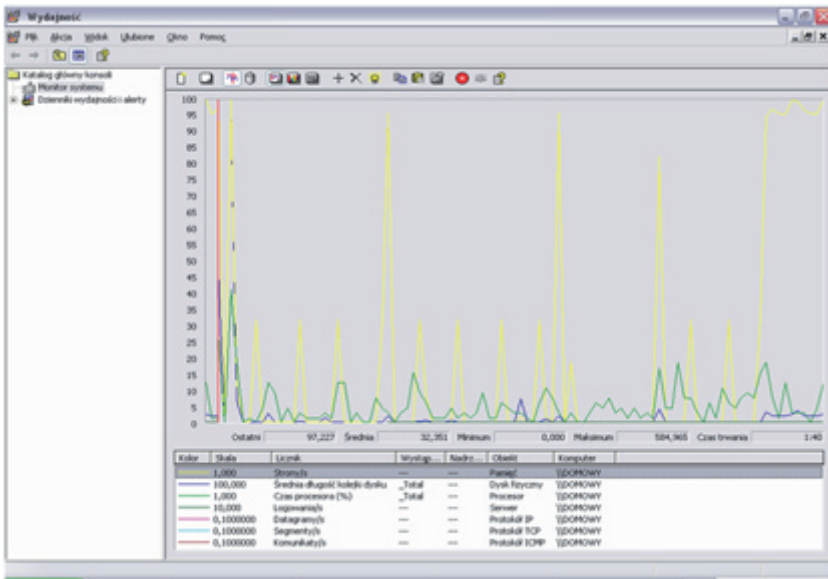 Wydajność
Plik Akcja Widok Ulubione Okno Pomoc
Katalog główny konsoli
Monitor systemu
Dzienniki wydajności i alerty
100
95
90
85
80
75
70
65
60
55
50
45
40
35
30
25
20
15
10
5
0
Ostatni 97,227 Średnia 32,351 Minimum 0,000 Maksimum 584,965 Czas trwania 1:40
Kolor Skala Licznik Wystąp... Nadrz... Obiekt Komputer
1,000 Strony/s --- --- Pamięć \\DOMOWY
100,000 Średnia długość kolejki dysku _Total --- Dysk fizyczny \\DOMOWY
1,000 Czas procesora (%) _Total --- Procesor \\DOMOWY
10,000 Logowania/s --- --- Serwer \\DOMOWY
0,1000000 Datagramy/s --- --- Protokół IP \\DOMOWY
0,1000000 Segmenty/s --- --- Protokół TCP \\DOMOWY
0,1000000 Komunikaty/s --- --- Protokół ICMP \\DOMOWY